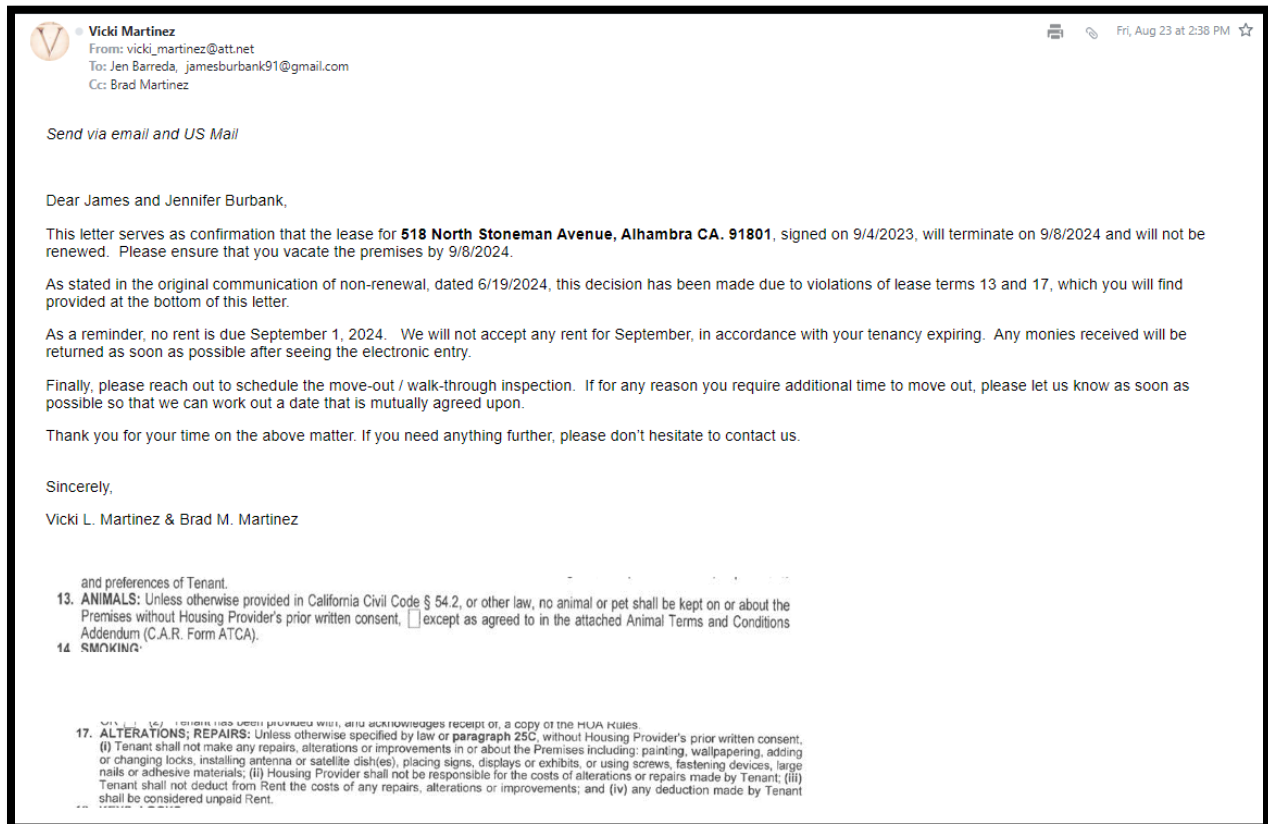 Vicki Martinez
Fri, Aug 23 at 2:38 PM
From: vicki_martinez@att.net
To: Jen Barreda, jamesburbank91@gmail.com
Cc: Brad Martinez
Send via email and US Mail
Dear James and Jennifer Burbank,
This letter serves as confirmation that the lease for 518 North Stoneman Avenue, Alhambra CA. 91801, signed on 9/4/2023, will terminate on 9/8/2024 and will not be
renewed. Please ensure that you vacate the premises by 9/8/2024.
As stated in the original communication of non-renewal, dated 6/19/2024, this decision has been made due to violations of lease terms 13 and 17, which you will find
provided at the bottom of this letter.
As a reminder, no rent is due September 1, 2024. We will not accept any rent for September, in accordance with your tenancy expiring. Any monies received will be
returned as soon as possible after seeing the electronic entry.
Finally, please reach out to schedule the move-out / walk-through inspection. If for any reason you require additional time to move out, please let us know as soon as
possible so that we can work out a date that is mutually agreed upon.
Thank you for your time on the above matter. If you need anything further, please don't hesitate to contact us.
Sincerely,
Vicki L. Martinez & Brad M. Martinez
and preferences of Tenant.
13. ANIMALS: Unless otherwise provided in California Civil Code § 54.2, or other law, no animal or pet shall be kept on or about the
Premises without Housing Provider's prior written consent, ☐ except as agreed to in the attached Animal Terms and Conditions
Addendum (C.A.R. Form ATCA).
14 SMOKING:
(2) Tenant has been provided with, and acknowledges receipt of, a copy of the HOA Rules.
17. ALTERATIONS; REPAIRS: Unless otherwise specified by law or paragraph 25C, without Housing Provider's prior written consent,
(i) Tenant shall not make any repairs, alterations or improvements in or about the Premises including: painting, wallpapering, adding
or changing locks, installing antenna or satellite dish(es), placing signs, displays or exhibits, or using screws, fastening devices, large
nails or adhesive materials; (ii) Housing Provider shall not be responsible for the costs of alterations or repairs made by Tenant; (iii)
Tenant shall not deduct from Rent the costs of any repairs, alterations or improvements; and (iv) any deduction made by Tenant
shall be considered unpaid Rent.